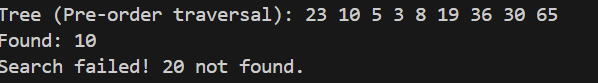 Tree (Pre-order traversal): 23 10 5 3 8 19 36 30 65
Found: 10
Search failed! 20 not found.